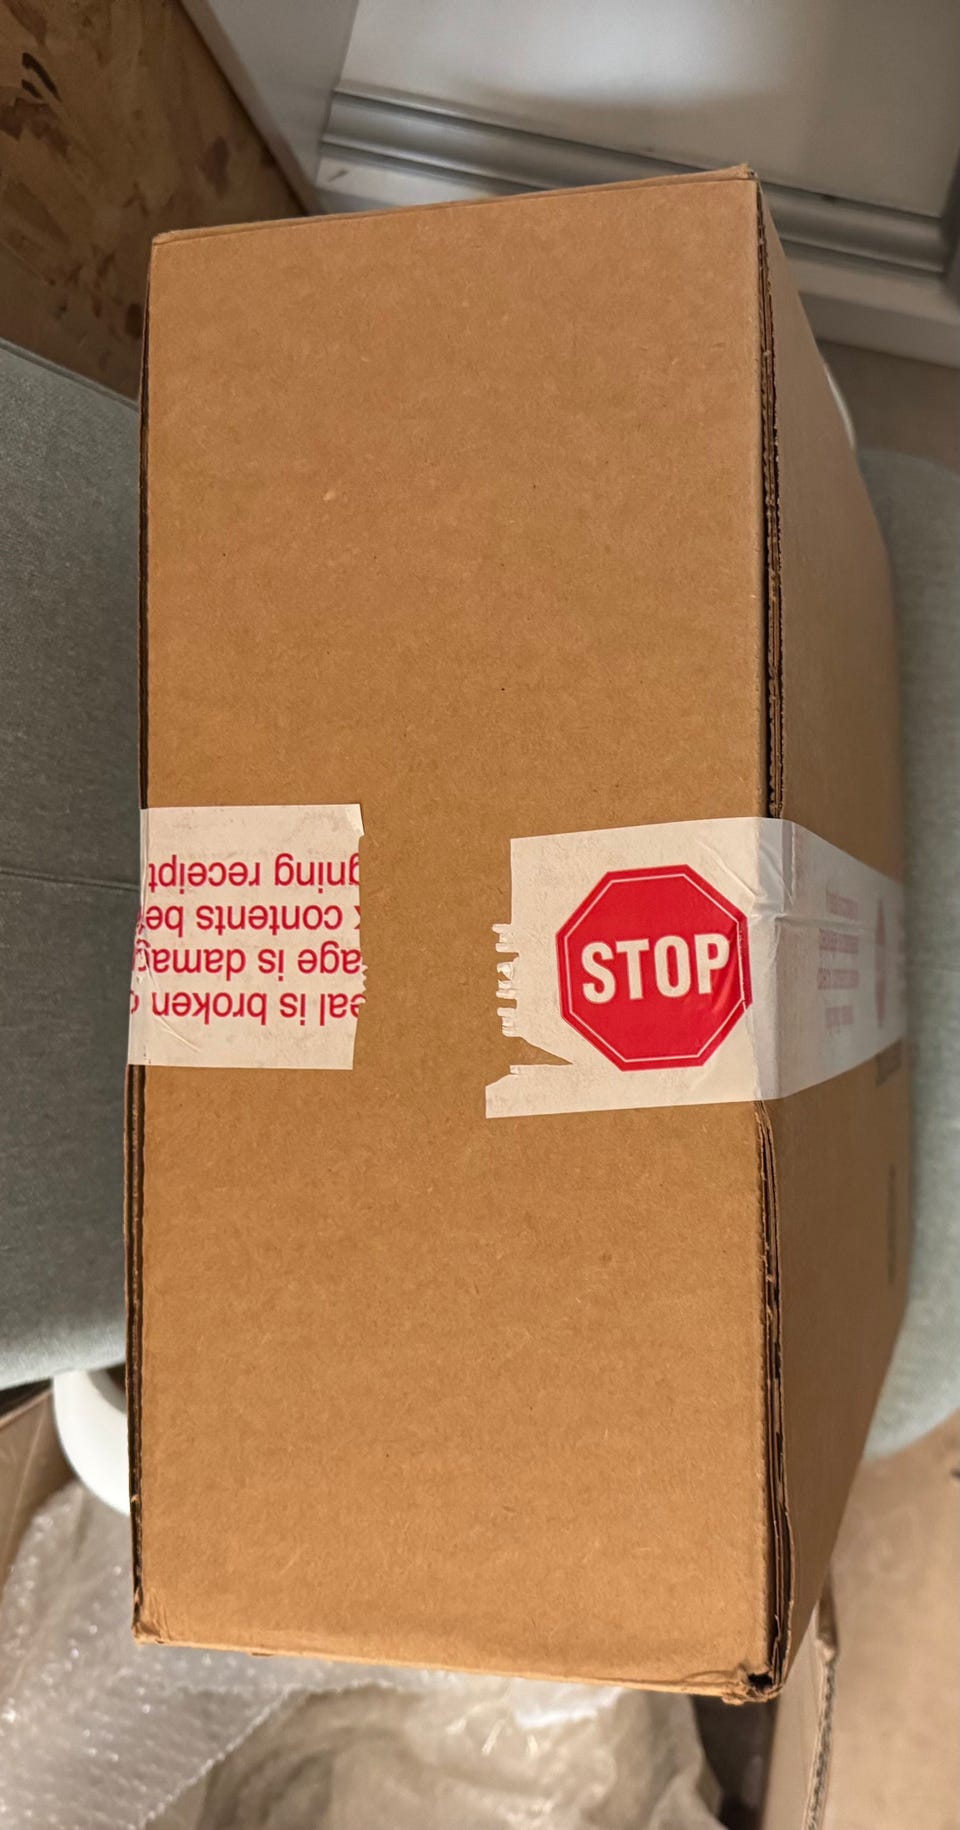 STOP
eal is broken
age is damag
contents be
gning receipt